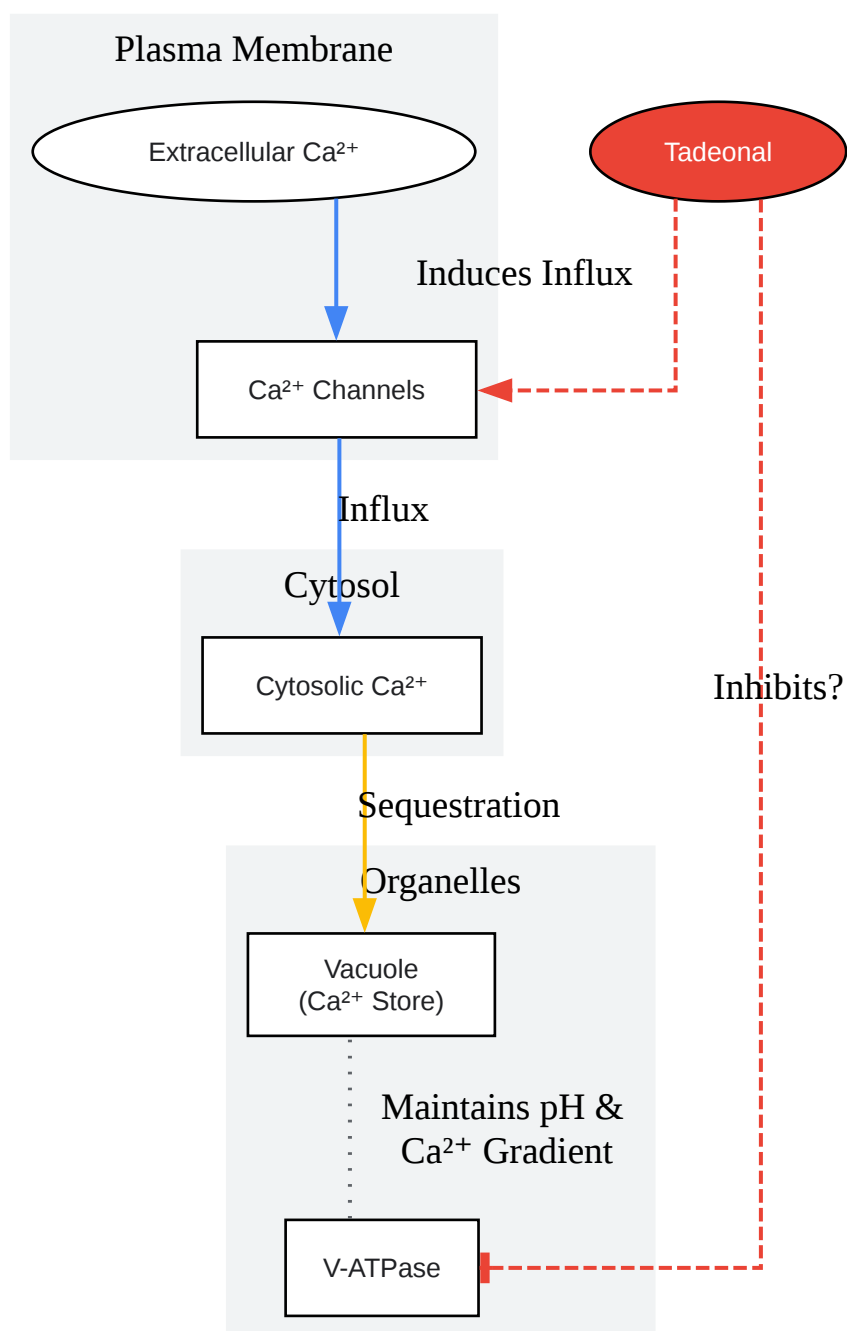 Plasma Membrane
Extracellular Ca²⁺
Tadeonal
Induces Influx
Ca²⁺ Channels
Influx
Cytosol
Cytosolic Ca²⁺
Inhibits?
Sequestration
Organelles
Vacuole
(Ca²⁺ Store)
Maintains pH &
Ca²⁺ Gradient
V-ATPase